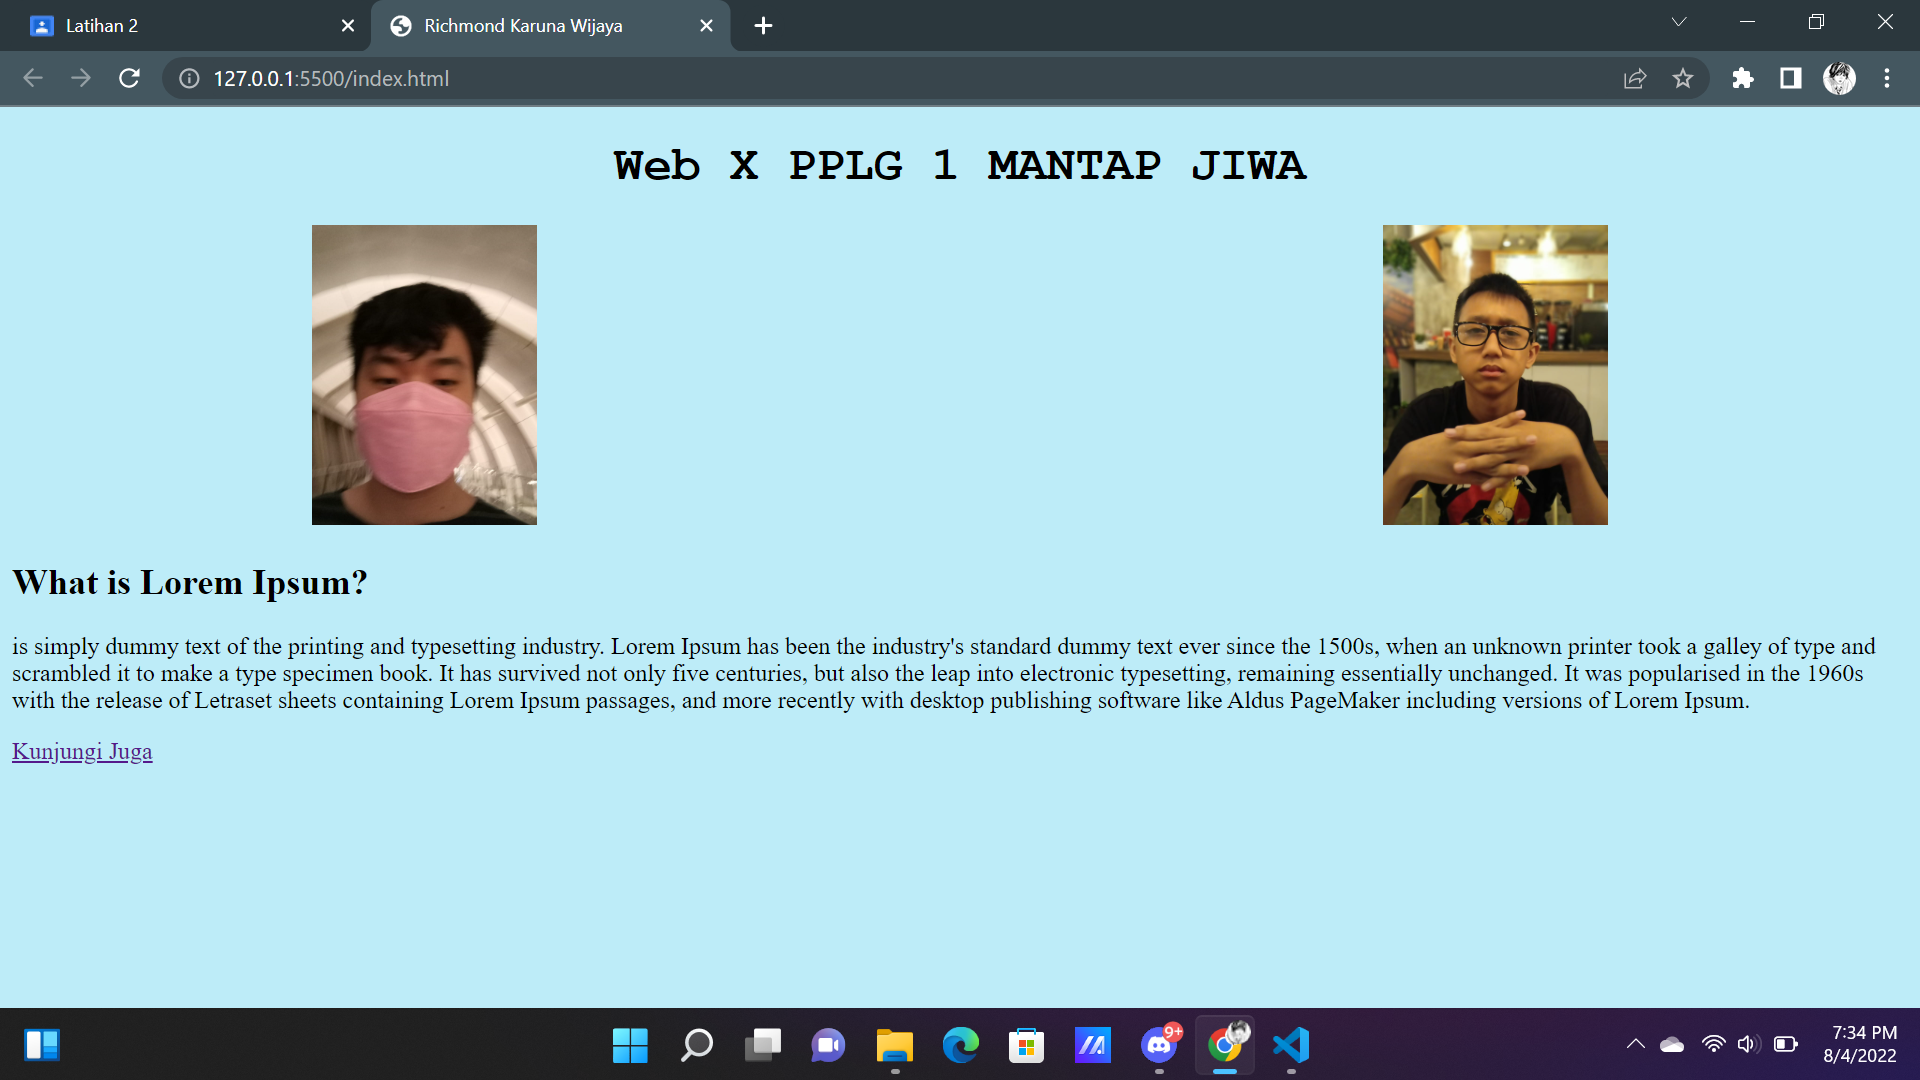 Latihan 2
Richmond Karuna Wijaya
127.0.0.1:5500/index.html
Web X PPLG 1 MANTAP JIWA
What is Lorem Ipsum?
is simply dummy text of the printing and typesetting industry. Lorem Ipsum has been the industry's standard dummy text ever since the 1500s, when an unknown printer took a galley of type and
scrambled it to make a type specimen book. It has survived not only five centuries, but also the leap into electronic typesetting, remaining essentially unchanged. It was popularised in the 1960s
with the release of Letraset sheets containing Lorem Ipsum passages, and more recently with desktop publishing software like Aldus PageMaker including versions of Lorem Ipsum.
Kunjungi Juga
9+
7:34 PM
8/4/2022